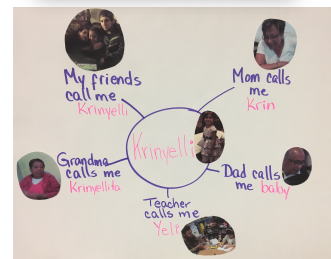 My friends
call me
Krinyelli
Mom calls
me
Krin
Krinyelli
Grandma
calls me
Krinyellita
Dad calls
me baby
Teacher
calls me
Yeli